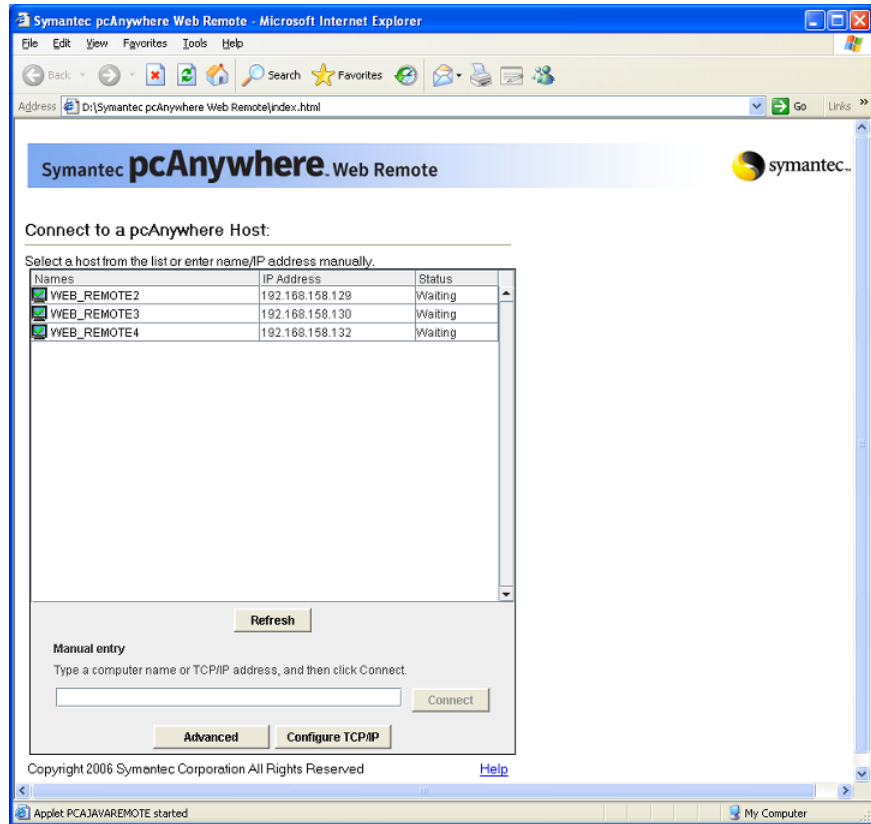 Symantec pcAnywhere Web Remote - Microsoft Internet Explorer
File Edit View Favorites Tools Help
Back Search Favorites
Address D:\Symantec pcAnywhere Web Remote\index.html Go Links »
Symantec pcAnywhere™ Web Remote symantec™
Connect to a pcAnywhere Host:
Select a host from the list or enter name/IP address manually.
Names IP Address Status
WEB_REMOTE2 192.168.158.129 Waiting
WEB_REMOTE3 192.168.158.130 Waiting
WEB_REMOTE4 192.168.158.132 Waiting
Refresh
Manual entry
Type a computer name or TCP/IP address, and then click Connect.
Connect
Advanced Configure TCP/IP
Copyright 2006 Symantec Corporation All Rights Reserved Help
Applet PCAJAVAREMOTE started My Computer